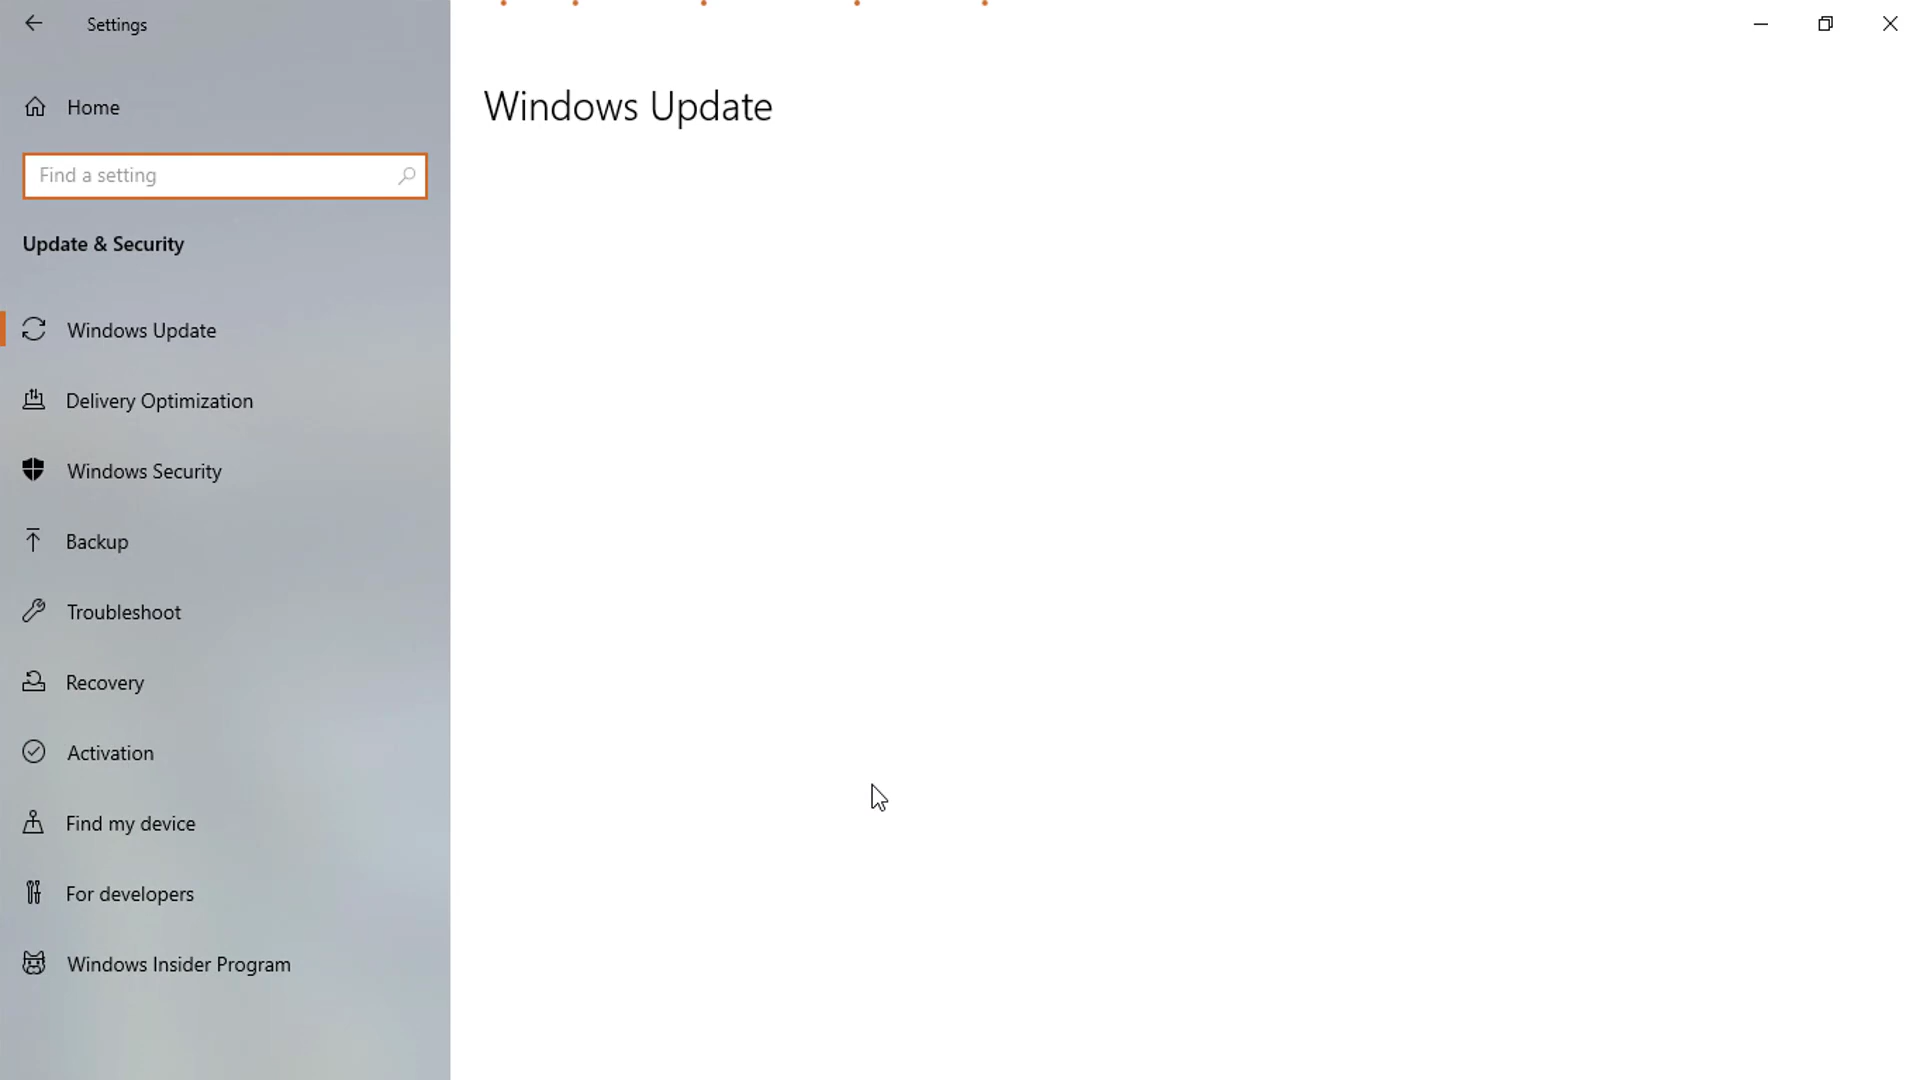 Settings
Home
Find a setting
Update & Security
Windows Update
Delivery Optimization
Windows Security
Backup
Troubleshoot
Recovery
Activation
Find my device
For developers
Windows Insider Program
Windows Update